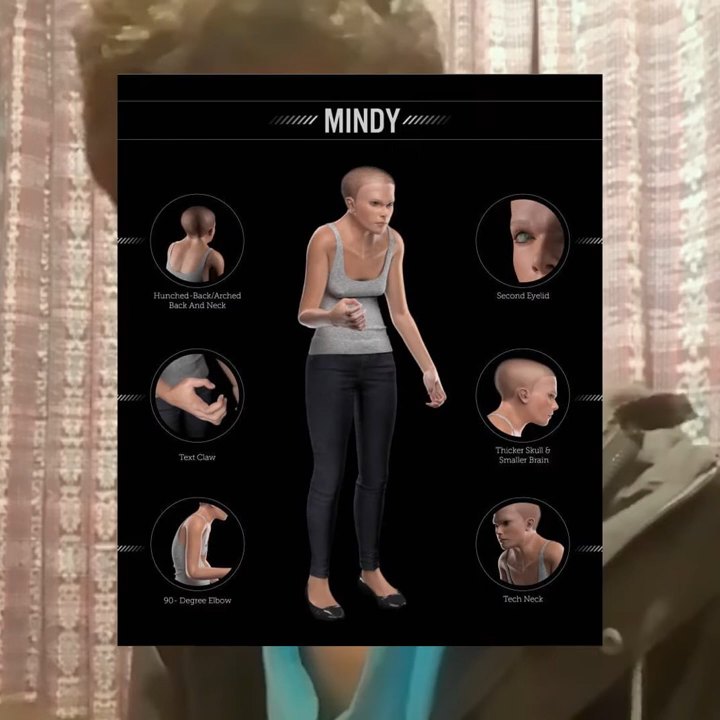 MINDY
Hunched-Back/Arched
Back And Neck
Second Eyelid
Text Claw
Thicker Skull &
Smaller Brain
90- Degree Elbow
Tech Neck